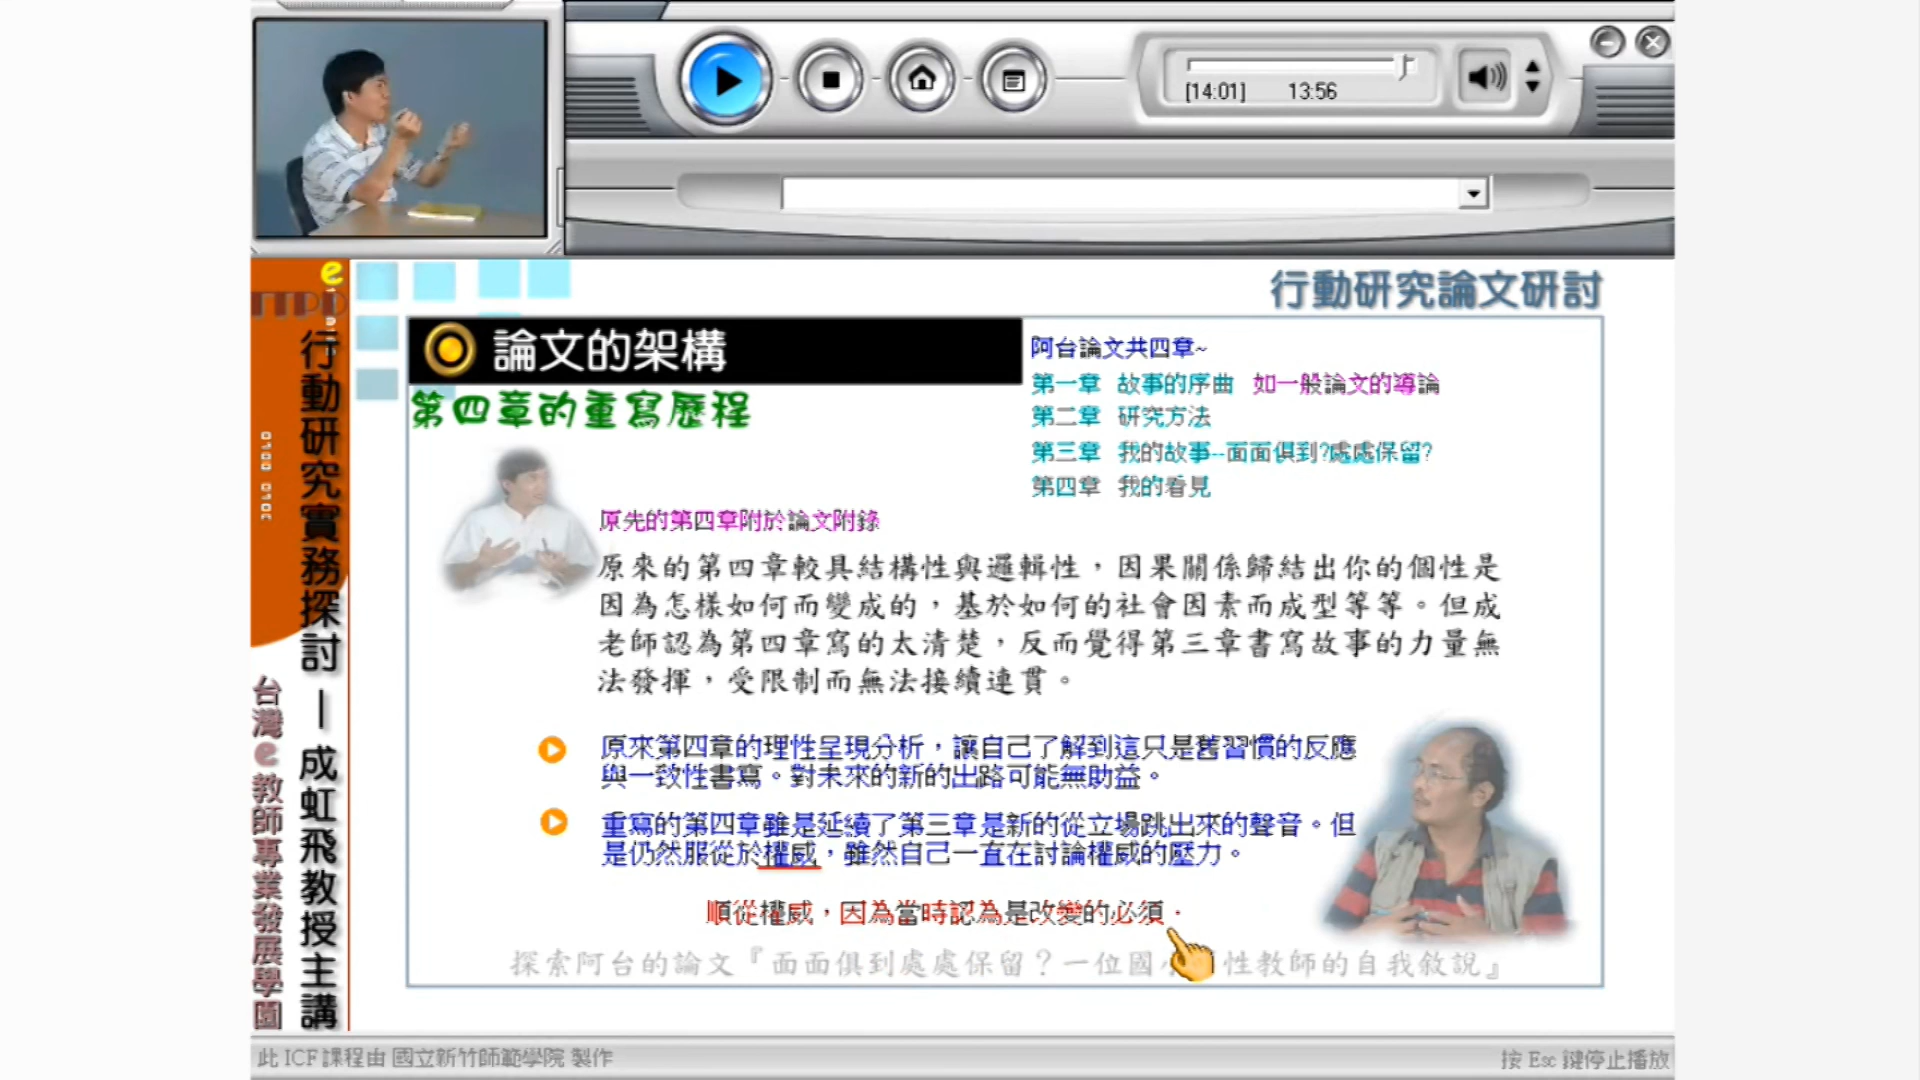 [14:01] 13:56
行動研究論文研討
論文的架構
第四章的重寫歷程
阿台論文共四章~
第一章 故事的序曲 如一般論文的導論
第二章 研究方法
第三章 我的故事--面面俱到?處處保留?
第四章 我的看見
原先的第四章附於論文附錄
原來的第四章較具結構性與邏輯性，因果關係歸結出你的個性是
因為怎樣如何而變成的，基於如何的社會因素而成型等等。但成
老師認為第四章寫的太清楚，反而覺得第三章書寫故事的力量無
法發揮，受限制而無法接續連貫。
原來第四章的理性呈現分析，讓自己了解到這只是舊習慣的反應
與一致性書寫。對未來的新的出路可能無助益。
重寫的第四章雖是延續了第三章是新的從立場跳出來的聲音。但
是仍然服從於權威，雖然自己一直在討論權威的壓力。
順從權威，因為當時認為是改變的必須．
探索阿台的論文『面面俱到處處保留？一位國小 性教師的自我敘說』
行動研究實務探討 — 成虹飛教授主講
台灣e教師專業發展學園
此 ICF 課程由 國立新竹師範學院 製作
按 Esc 鍵停止播放